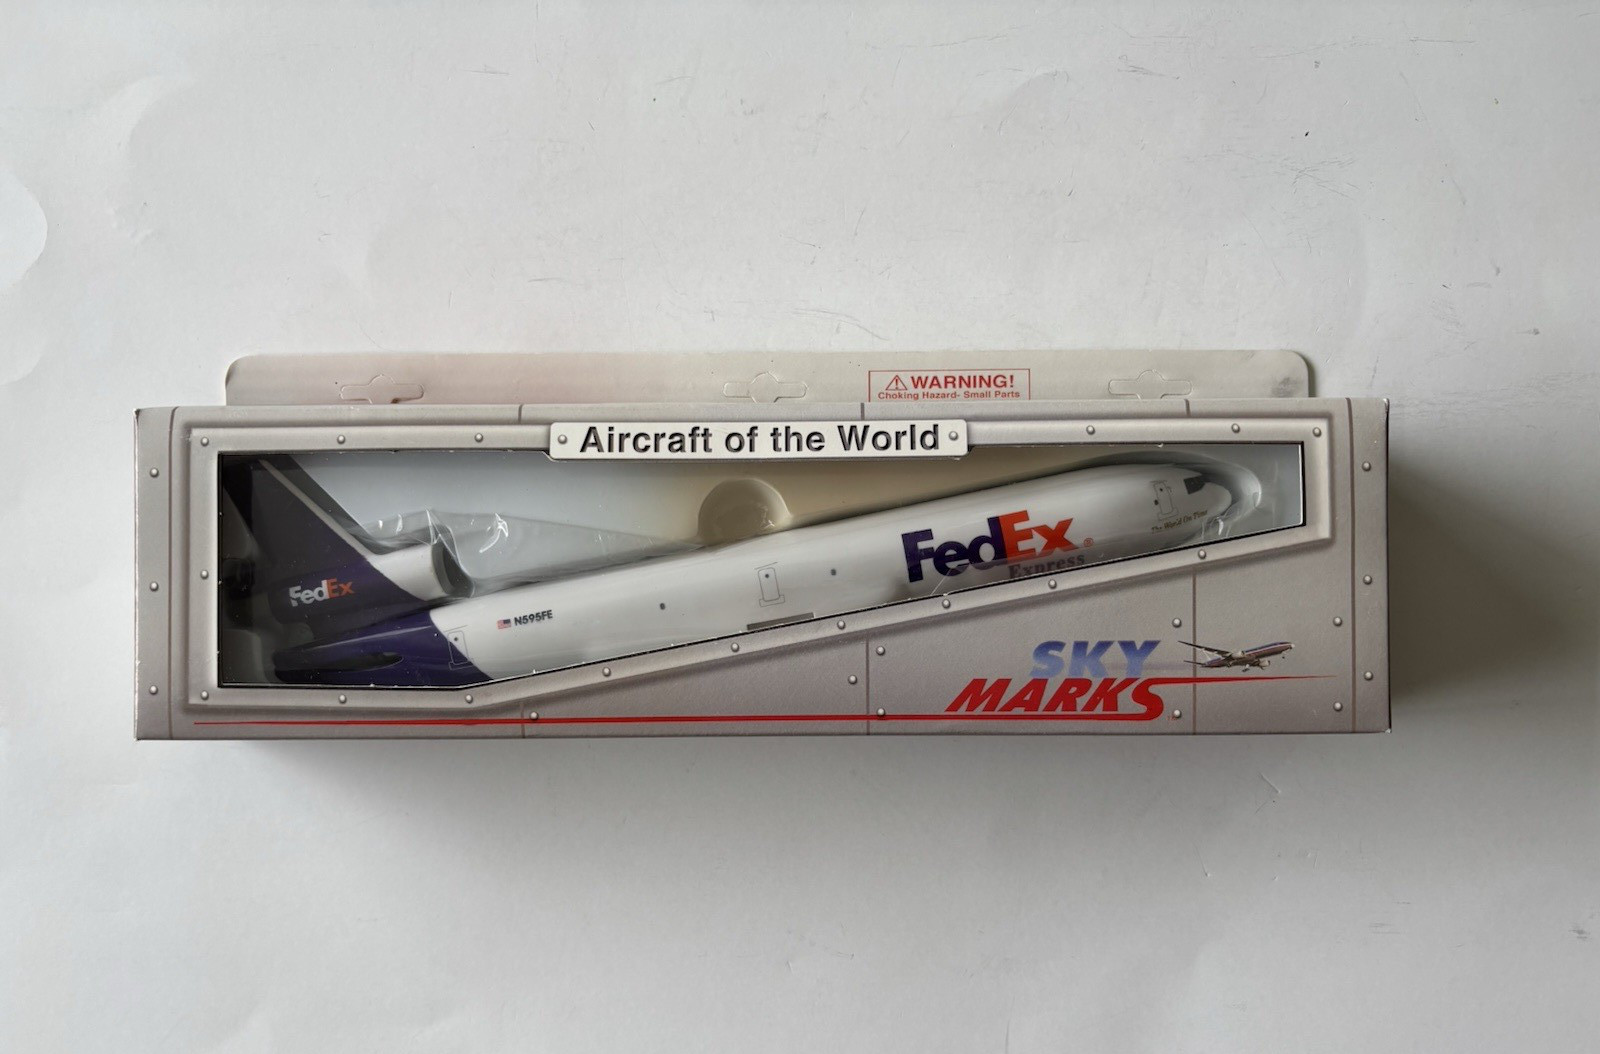 WARNING!
Choking Hazard- Small Parts
Aircraft of the World
FedEx
N595FE
FedEx®
Express
The World On Time
SKY
MARKS